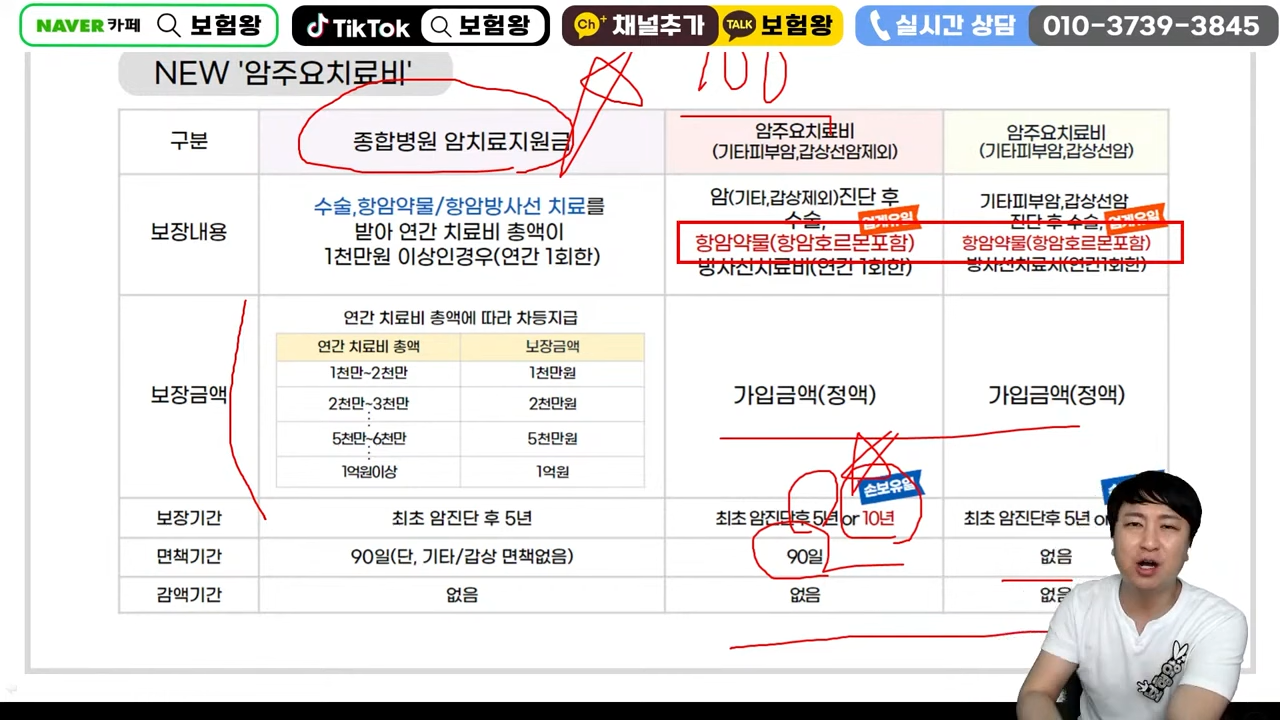 NAVER 카페 보험왕 TikTok 보험왕 Ch+ 채널추가 TALK 보험왕 실시간 상담 010-3739-3845
NEW '암주요치료비'
100
구분
종합병원 암치료지원금
암주요치료비
(기타피부암,갑상선암제외)
암주요치료비
(기타피부암,갑상선암)
보장내용
수술,항암약물/항암방사선 치료를
받아 연간 치료비 총액이
1천만원 이상인경우(연간 1회한)
암(기타,갑상제외)진단 후
수술,
업계유일
항암약물(항암호르몬포함)
방사선치료비(연간 1회한)
기타피부암,갑상선암
진단 후 수술,
업계유일
항암약물(항암호르몬포함)
방사선치료시(연간1회한)
보장금액
연간 치료비 총액에 따라 차등지급
연간 치료비 총액 보장금액
1천만~2천만 1천만원
2천만~3천만 2천만원
5천만~6천만 5천만원
1억원이상 1억원
가입금액(정액)
가입금액(정액)
손보유일
보장기간 최초 암진단 후 5년 최초 암진단후 5년 or 10년 최초 암진단후 5년 or
면책기간 90일(단, 기타/갑상 면책없음) 90일 없음
감액기간 없음 없음 없음
보험왕